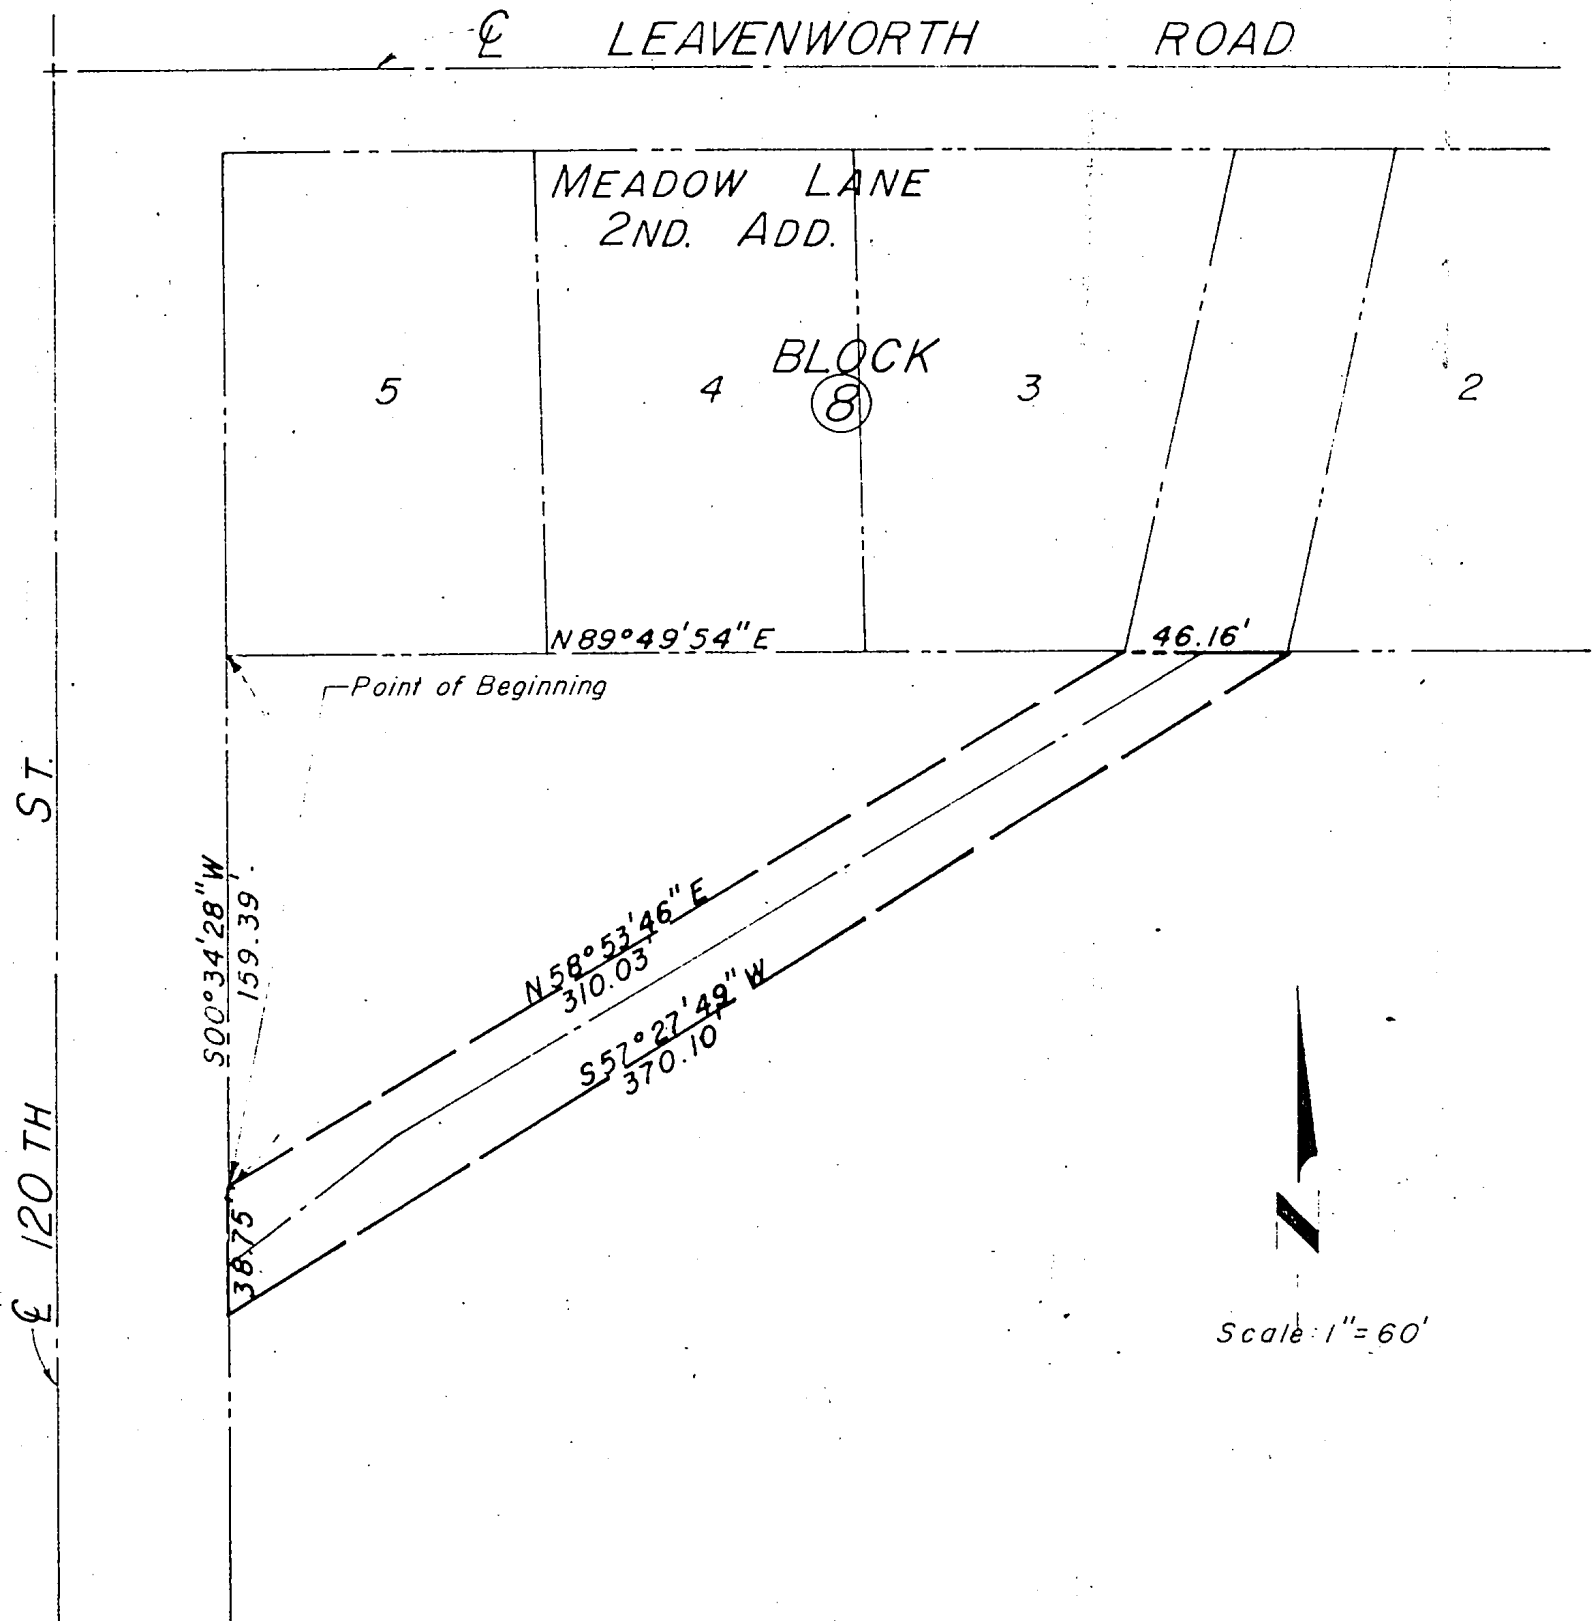 ℄ LEAVENWORTH ROAD
MEADOW LANE
2ND. ADD.
BLOCK
8
5
4
3
2
N89°49'54"E
46.16'
Point of Beginning
S00°34'28"W
159.39'
N58°53'46"E
310.03'
S57°27'49"W
370.10'
38.75'
℄ 120TH ST.
N
Scale: 1"=60'